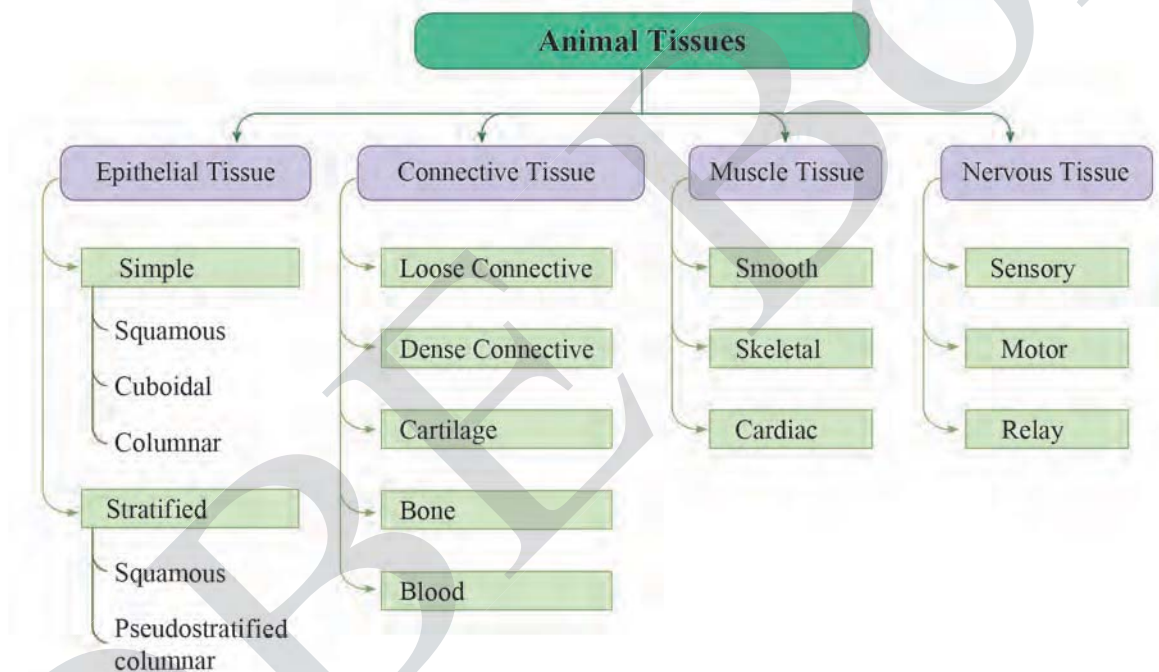 Animal Tissues
Epithelial Tissue
Simple
Squamous
Cuboidal
Columnar
Stratified
Squamous
Pseudostratified
columnar
Connective Tissue
Loose Connective
Dense Connective
Cartilage
Bone
Blood
Muscle Tissue
Smooth
Skeletal
Cardiac
Nervous Tissue
Sensory
Motor
Relay